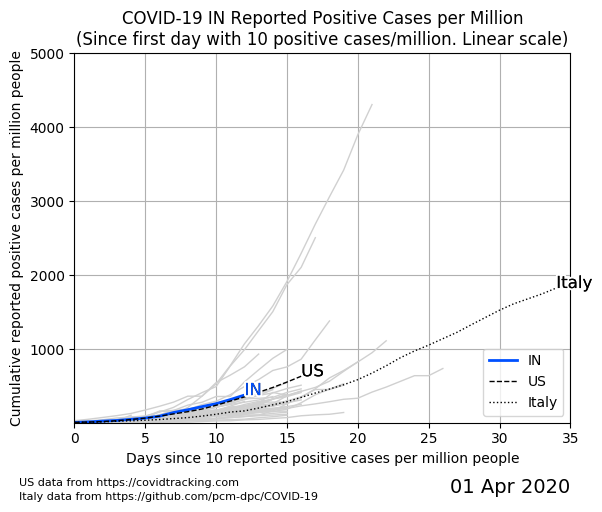 COVID-19 IN Reported Positive Cases per Million
(Since first day with 10 positive cases/million. Linear scale)
Cumulative reported positive cases per million people
5000
4000
3000
2000
1000
Italy
US
IN
IN
US
Italy
0 5 10 15 20 25 30 35
Days since 10 reported positive cases per million people
US data from https://covidtracking.com
Italy data from https://github.com/pcm-dpc/COVID-19
01 Apr 2020